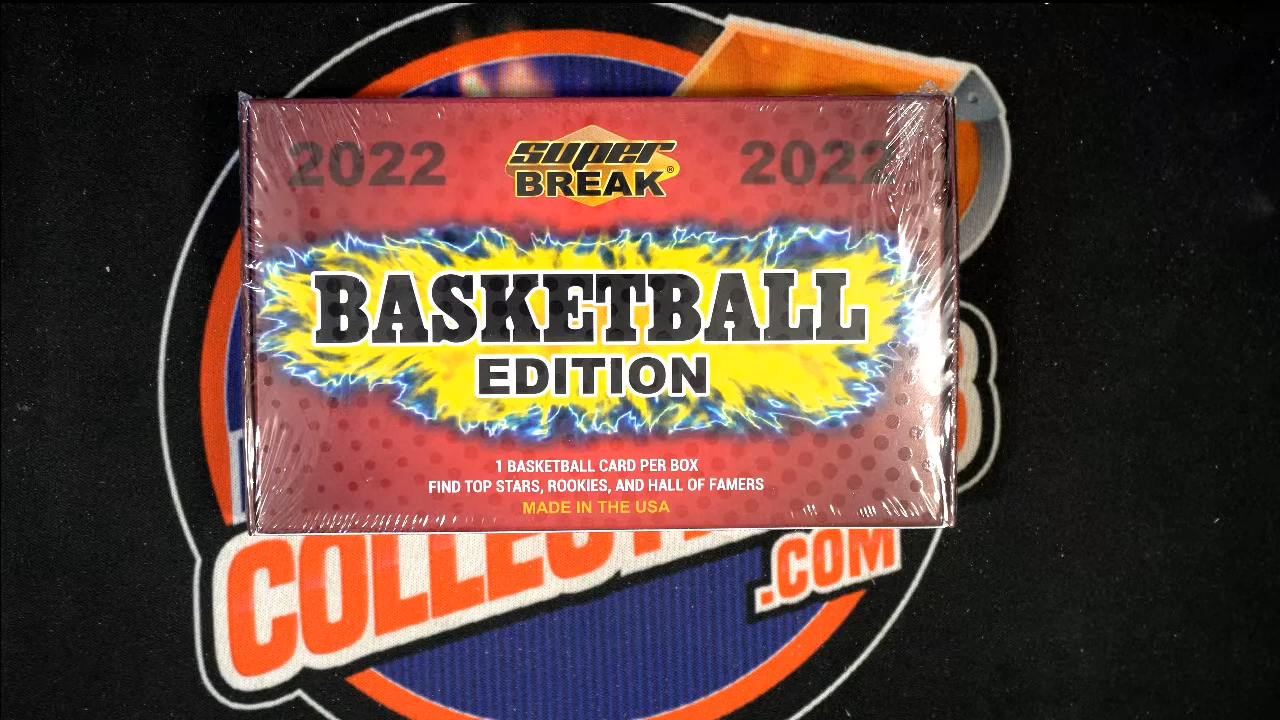 2022 super BREAK® 2022
BASKETBALL
EDITION
1 BASKETBALL CARD PER BOX
FIND TOP STARS, ROOKIES, AND HALL OF FAMERS
MADE IN THE USA
.COM